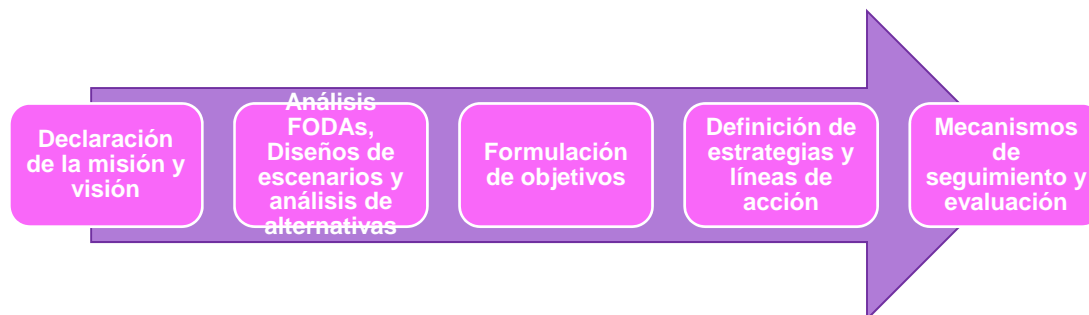 Declaración
de la misión y
visión
Análisis
FODAs,
Diseños de
escenarios y
análisis de
alternativas
Formulación
de objetivos
Definición de
estrategias y
líneas de
acción
Mecanismos
de
seguimiento y
evaluación